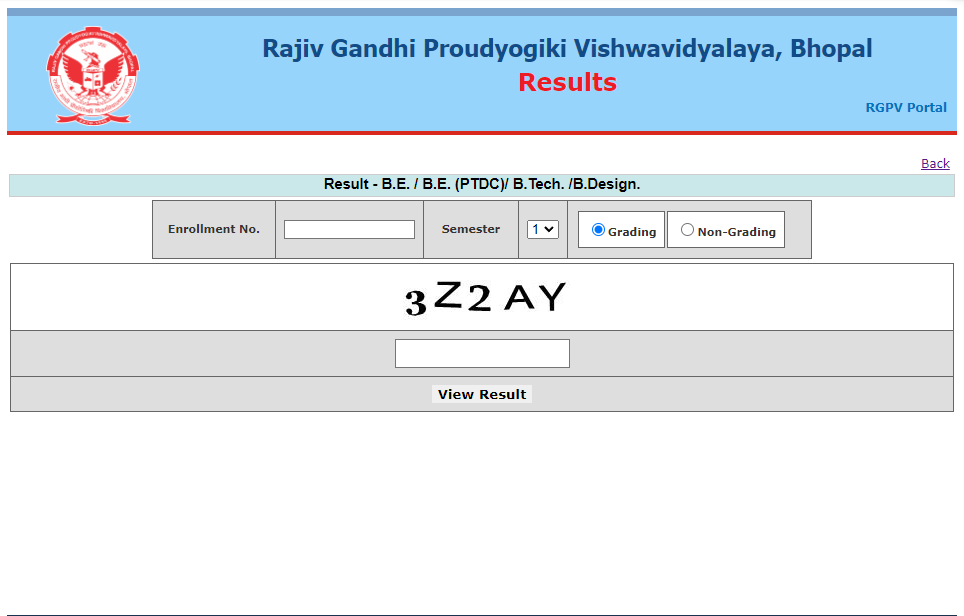 Rajiv Gandhi Proudyogiki Vishwavidyalaya, Bhopal
Results
RGPV Portal
Back
Result - B.E. / B.E. (PTDC)/ B.Tech. /B.Design.
Enrollment No. Semester 1 Grading Non-Grading
3Z2AY
View Result